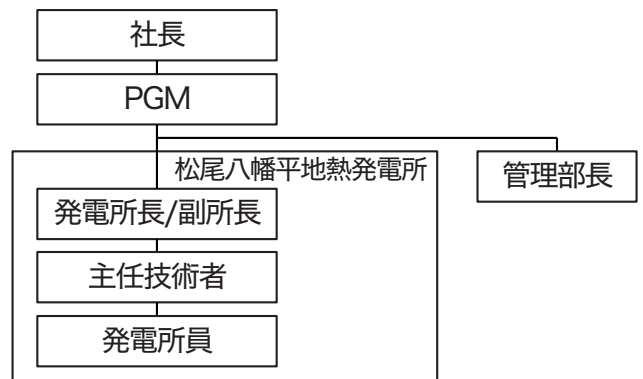 社長
PGM
松尾八幡平地熱発電所
管理部長
発電所長/副所長
主任技術者
発電所員